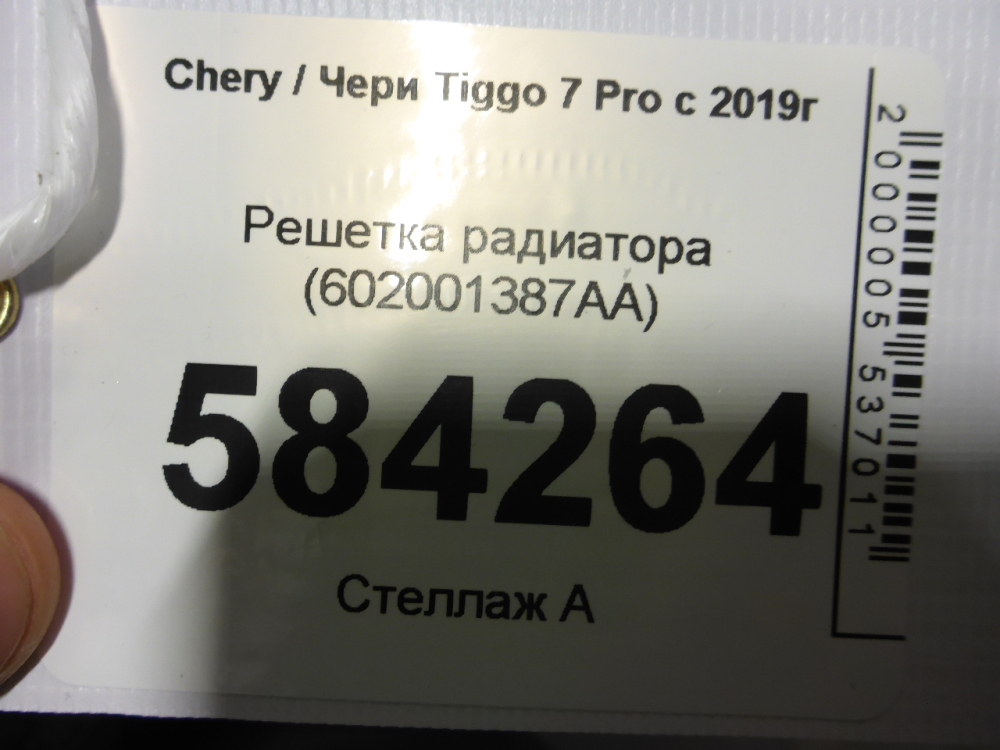 Chery / Чери Tiggo 7 Pro с 2019г
Решетка радиатора
(602001387AA)
584264
Стеллаж А
2000005537011